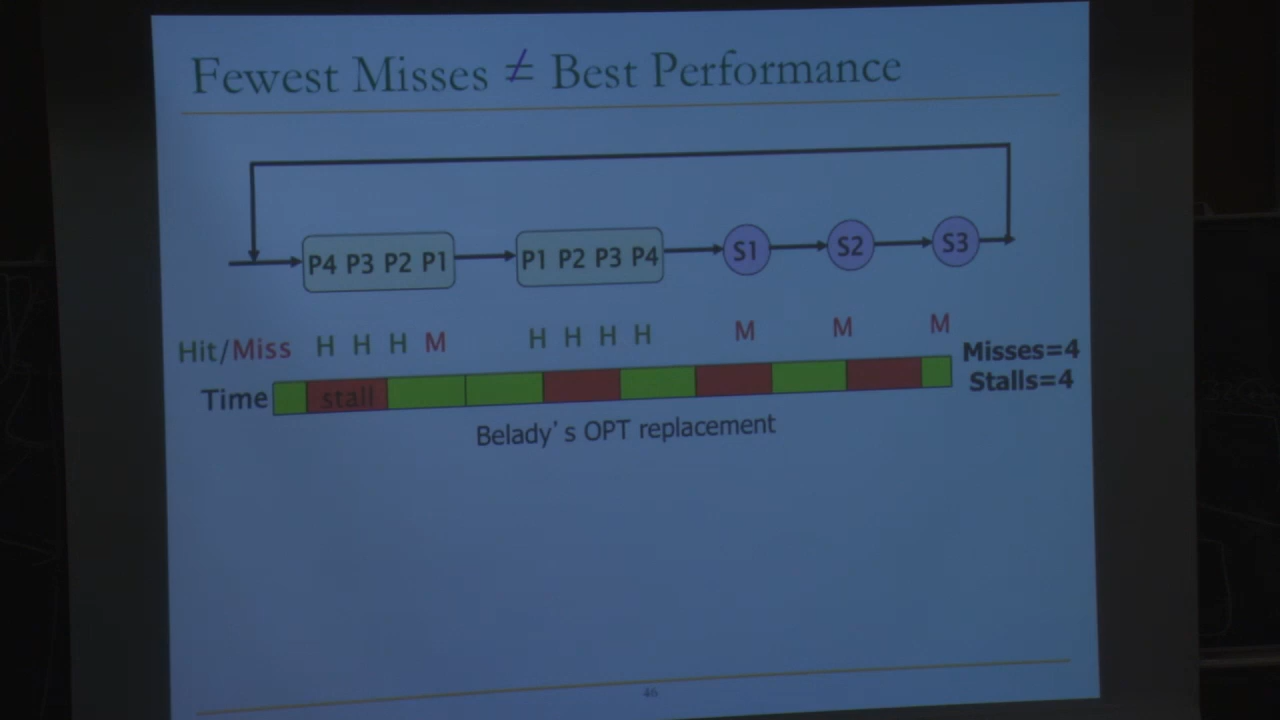 Fewest Misses ≠ Best Performance
P4 P3 P2 P1 P1 P2 P3 P4 S1 S2 S3
Hit/Miss H H H M H H H H M M M
Misses=4
Time stall Stalls=4
Belady's OPT replacement
46